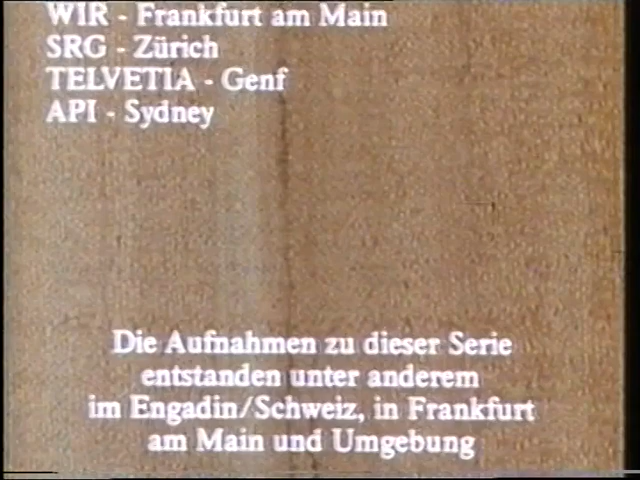 WIR - Frankfurt am Main
SRG - Zürich
TELVETIA - Genf
API - Sydney
Die Aufnahmen zu dieser Serie
entstanden unter anderem
im Engadin/Schweiz, in Frankfurt
am Main und Umgebung